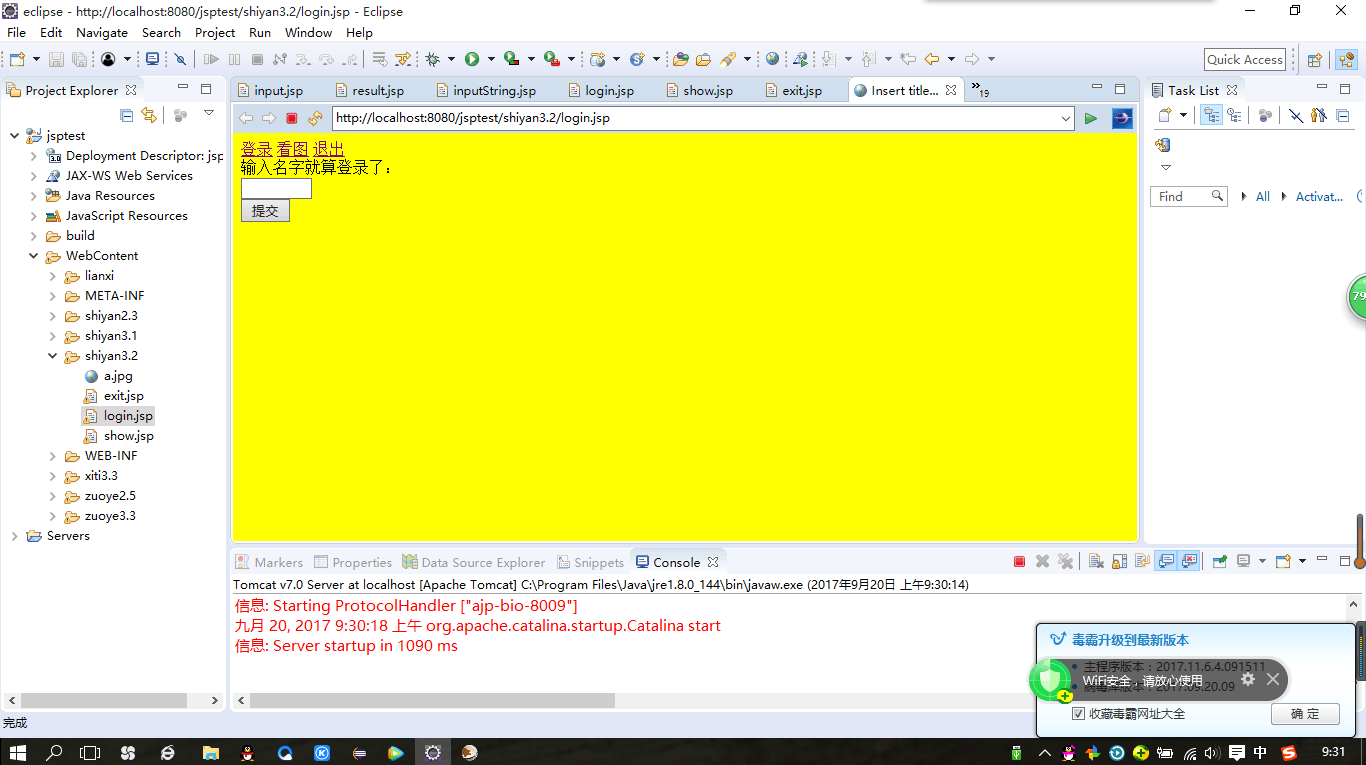 eclipse - http://localhost:8080/jsptest/shiyan3.2/login.jsp - Eclipse
File Edit Navigate Search Project Run Window Help
Quick Access
Project Explorer
input.jsp result.jsp inputString.jsp login.jsp show.jsp exit.jsp Insert title... »19
Task List
http://localhost:8080/jsptest/shiyan3.2/login.jsp
jsptest
Deployment Descriptor: jsp
JAX-WS Web Services
Java Resources
JavaScript Resources
build
WebContent
lianxi
META-INF
shiyan2.3
shiyan3.1
shiyan3.2
a.jpg
exit.jsp
login.jsp
show.jsp
WEB-INF
xiti3.3
zuoye2.5
zuoye3.3
Servers
登录 看图 退出
输入名字就算登录了：
提交
Find All Activat...
79
Markers Properties Data Source Explorer Snippets Console
Tomcat v7.0 Server at localhost [Apache Tomcat] C:\Program Files\Java\jre1.8.0_144\bin\javaw.exe (2017年9月20日 上午9:30:14)
信息: Starting ProtocolHandler ["ajp-bio-8009"]
九月 20, 2017 9:30:18 上午 org.apache.catalina.startup.Catalina start
信息: Server startup in 1090 ms
毒霸升级到最新版本
主程序版本：2017.11.6.4.091511
WiFi安全，请放心使用
病毒库版本：2017.09.20.09
收藏毒霸网址大全
确 定
完成
中
9:31